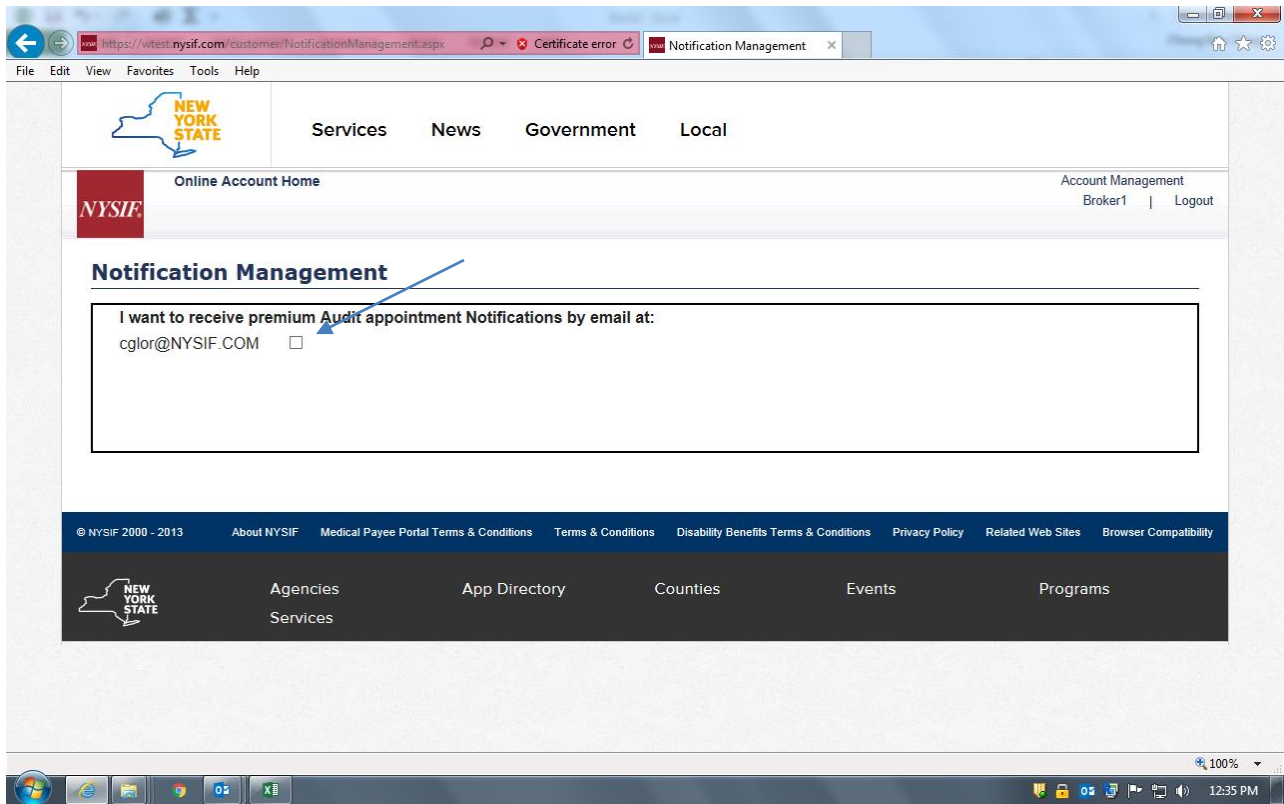 https://wtest.nysif.com/customer/NotificationManagement.aspx
Certificate error
Notification Management
File Edit View Favorites Tools Help
NEW
YORK
STATE
Services News Government Local
NYSIF
Online Account Home
Account Management
Broker1 | Logout
Notification Management
I want to receive premium Audit appointment Notifications by email at:
cglor@NYSIF.COM
© NYSIF 2000 - 2013 About NYSIF Medical Payee Portal Terms & Conditions Terms & Conditions Disability Benefits Terms & Conditions Privacy Policy Related Web Sites Browser Compatibility
NEW
YORK
STATE
Agencies App Directory Counties Events Programs
Services
100%
12:35 PM